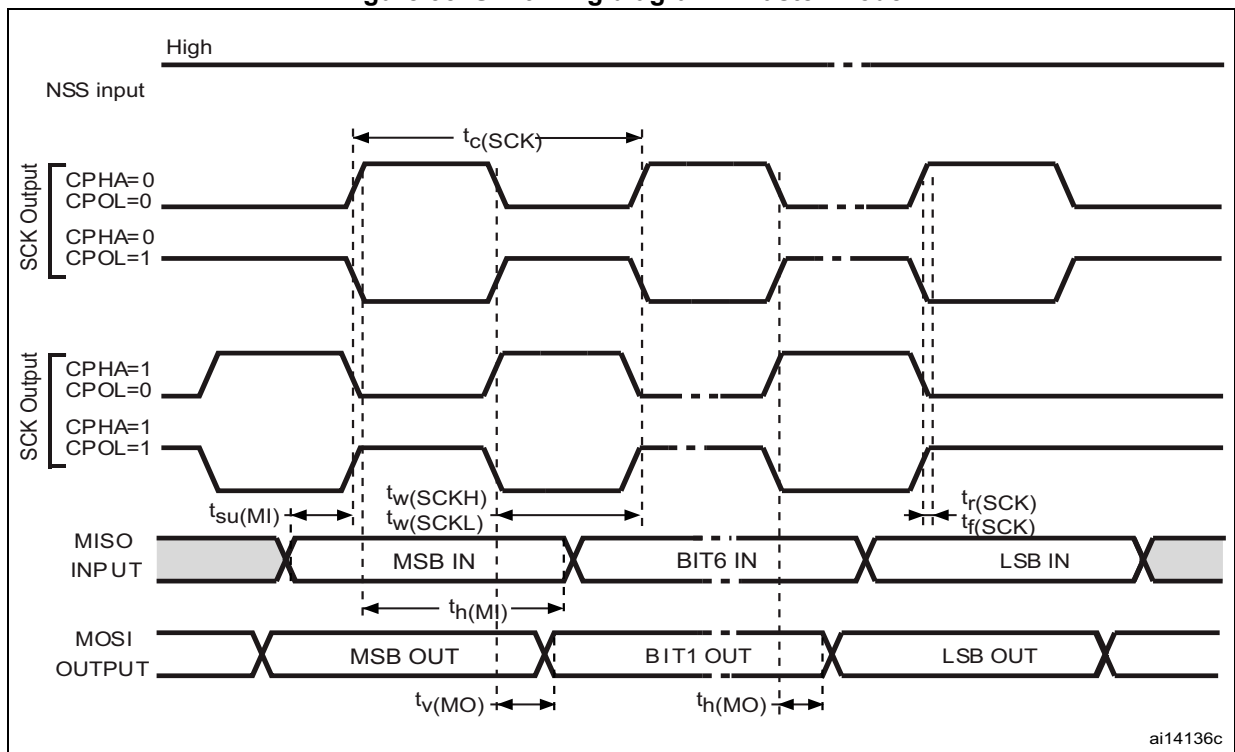 High
NSS input
tc(SCK)
SCK Output
CPHA=0
CPOL=0
CPHA=0
CPOL=1
SCK Output
CPHA=1
CPOL=0
CPHA=1
CPOL=1
tsu(MI)
tw(SCKH)
tw(SCKL)
tr(SCK)
tf(SCK)
MISO
INPUT
MSB IN
BIT6 IN
LSB IN
th(MI)
MOSI
OUTPUT
MSB OUT
BIT1 OUT
LSB OUT
tv(MO)
th(MO)
ai14136c